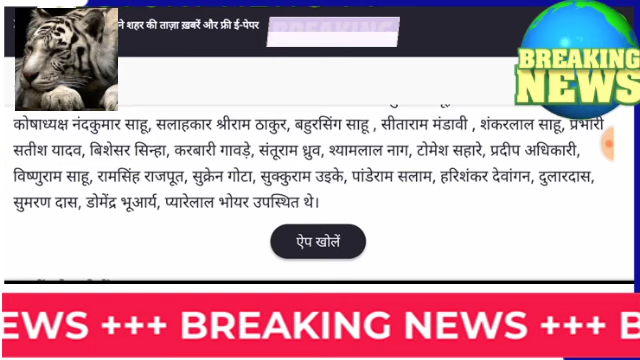 ने शहर की ताज़ा ख़बरें और फ्री ई-पेपर
BREAKING
NEWS
कोषाध्यक्ष नंदकुमार साहू, सलाहकार श्रीराम ठाकुर, बहुरसिंग साहू , सीताराम मंडावी , शंकरलाल साहू, प्रभारी
सतीश यादव, बिशेसर सिन्हा, करबारी गावड़े, संतूराम ध्रुव, श्यामलाल नाग, टोमेश सहारे, प्रदीप अधिकारी,
विष्णुराम साहू, रामसिंह राजपूत, सुक्रेन गोटा, सुक्कुराम उइके, पांडेराम सलाम, हरिशंकर देवांगन, दुलारदास,
सुमरण दास, डोमेंद्र भूआर्य, प्यारेलाल भोयर उपस्थित थे।
ऐप खोलें
EWS +++ BREAKING NEWS +++ B